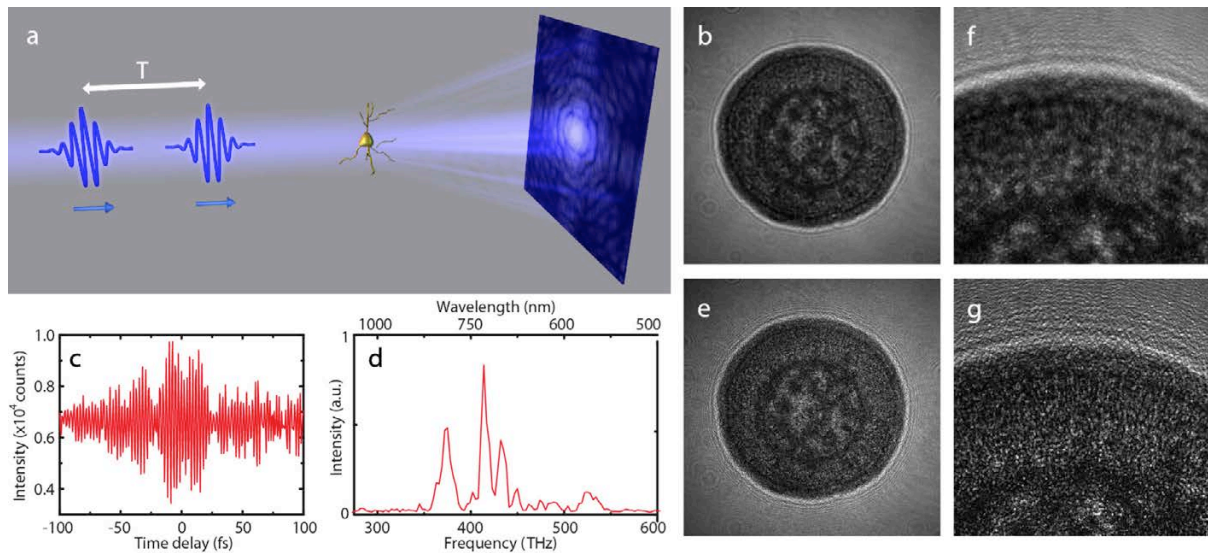 a
T
b
f
c
Intensity (x10⁴ counts)
1.0
0.8
0.6
0.4
-100
-50
0
50
100
Time delay (fs)
Wavelength (nm)
1000
750
600
500
d
Intensity (a.u.)
1
0
300
400
500
600
Frequency (THz)
e
g